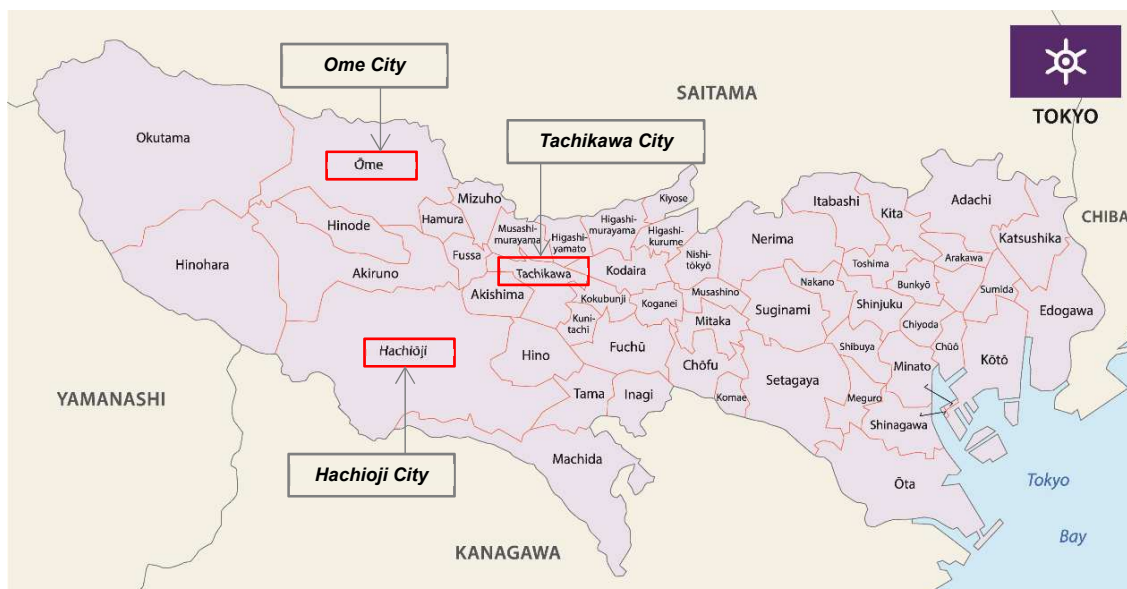 Ome City
SAITAMA
TOKYO
Okutama
Tachikawa City
Ōme
Mizuho
Kiyose
Itabashi
Adachi
Kita
CHIBA
Hamura
Hinode
Musashi-
murayama
Higashi-
yamato
Higashi-
murayama
Higashi-
kurume
Nerima
Katsushika
Hinohara
Fussa
Akiruno
Tachikawa
Kodaira
Nishi-
tōkyō
Toshima
Arakawa
Nakano
Bunkyō
Sumida
Akishima
Kokubunji
Koganei
Musashino
Suginami
Shinjuku
Edogawa
Kuni-
tachi
Mitaka
Chiyoda
Hachiōji
Hino
Fuchū
Chōfu
Shibuya
Chūō
Kōtō
Minato
Setagaya
YAMANASHI
Tama
Inagi
Komae
Meguro
Shinagawa
Machida
Hachioji City
Ōta
Tokyo
Bay
KANAGAWA